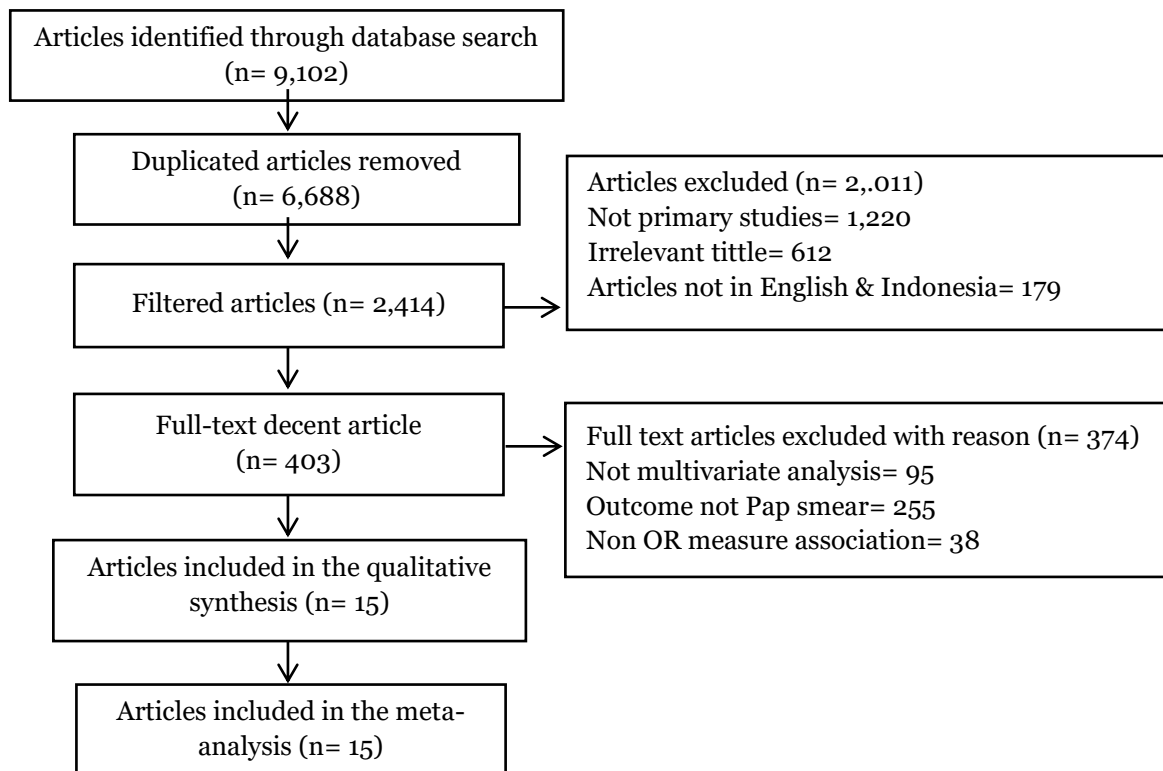 Articles identified through database search
(n= 9,102)
Duplicated articles removed
(n= 6,688)
Articles excluded (n= 2,.011)
Not primary studies= 1,220
Irrelevant tittle= 612
Articles not in English & Indonesia= 179
Filtered articles (n= 2,414)
Full-text decent article
(n= 403)
Full text articles excluded with reason (n= 374)
Not multivariate analysis= 95
Outcome not Pap smear= 255
Non OR measure association= 38
Articles included in the qualitative
synthesis (n= 15)
Articles included in the meta-
analysis (n= 15)